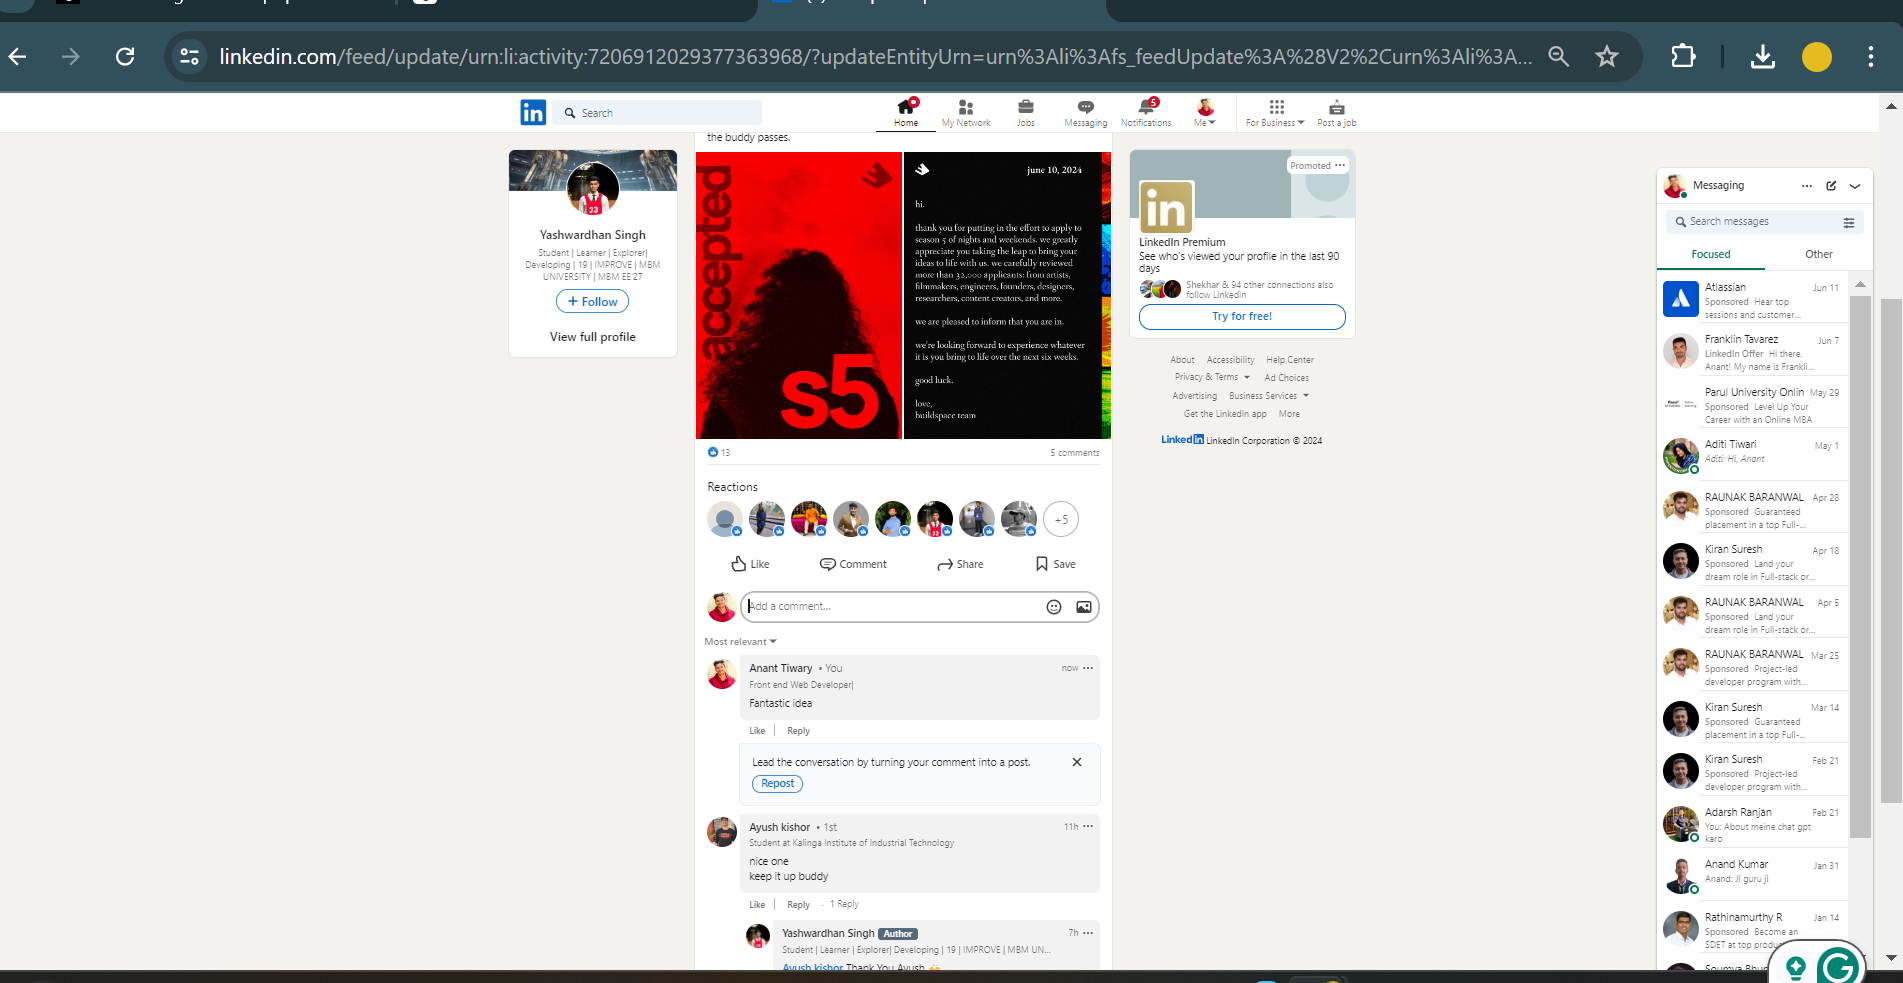 linkedin.com/feed/update/urn:li:activity:7206912029377363968/?updateEntityUrn=urn%3Ali%3Afs_feedUpdate%3A%28V2%2Curn%3Ali%3A...
in
Search
Home
My Network
Jobs
Messaging
5
Notifications
Me
For Business
Post a job
33
Yashwardhan Singh
Student | Learner | Explorer|
Developing | 19 | IMPROVE | MBM
UNIVERSITY | MBM EE'27
+ Follow
View full profile
the buddy passes.
accepted
s5
june 10, 2024
hi.
thank you for putting in the effort to apply to
season 5 of nights and weekends. we greatly
appreciate you taking the leap to bring your
ideas to life with us. we carefully reviewed
more than 32,000 applicants: from artists,
filmmakers, engineers, founders, designers,
researchers, content creators, and more.
we are pleased to inform that you are in.
we're looking forward to experience whatever
it is you bring to life over the next six weeks.
good luck.
love,
buildspace team
13
5 comments
Reactions
+5
Like
Comment
Share
Save
Add a comment...
Most relevant
Anant Tiwary • You
now
Front end Web Developer|
Fantastic idea
Like | Reply
Lead the conversation by turning your comment into a post.
Repost
Ayush kishor • 1st
11h
Student at Kalinga Institute of Industrial Technology
nice one
keep it up buddy
Like | Reply · 1 Reply
Yashwardhan Singh Author
7h
Student | Learner | Explorer| Developing | 19 | IMPROVE | MBM UN...
Ayush kishor Thank You Ayush
Promoted
in
LinkedIn Premium
See who's viewed your profile in the last 90
days
Shekhar & 94 other connections also
follow LinkedIn
Try for free!
About Accessibility Help Center
Privacy & Terms Ad Choices
Advertising Business Services
Get the LinkedIn app More
LinkedIn LinkedIn Corporation © 2024
Messaging
Search messages
Focused
Other
Atlassian Jun 11
Sponsored Hear top
sessions and customer...
Franklin Tavarez Jun 7
LinkedIn Offer Hi there,
Anant! My name is Frankli...
Parul University Onlin May 29
Sponsored Level Up Your
Career with an Online MBA
Aditi Tiwari May 1
Aditi: Hi, Anant
RAUNAK BARANWAL Apr 28
Sponsored Guaranteed
placement in a top Full-...
Kiran Suresh Apr 18
Sponsored Land your
dream role in Full-stack or...
RAUNAK BARANWAL Apr 5
Sponsored Land your
dream role in Full-stack or...
RAUNAK BARANWAL Mar 25
Sponsored Project-led
developer program with...
Kiran Suresh Mar 14
Sponsored Guaranteed
placement in a top Full-...
Kiran Suresh Feb 21
Sponsored Project-led
developer program with...
Adarsh Ranjan Feb 21
You: About meine chat gpt
karo
Anand Kumar Jan 31
Anand: Ji guru ji
Rathinamurthy R Jan 14
Sponsored Become an
SDET at top produc